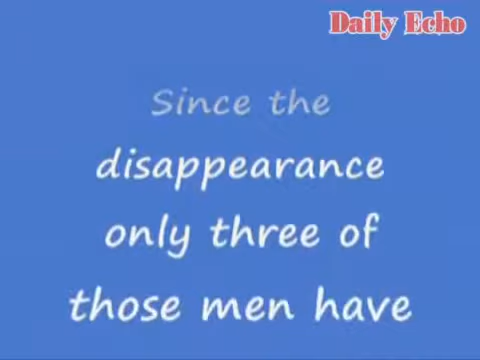 Daily Echo
Since the
disappearance
only three of
those men have